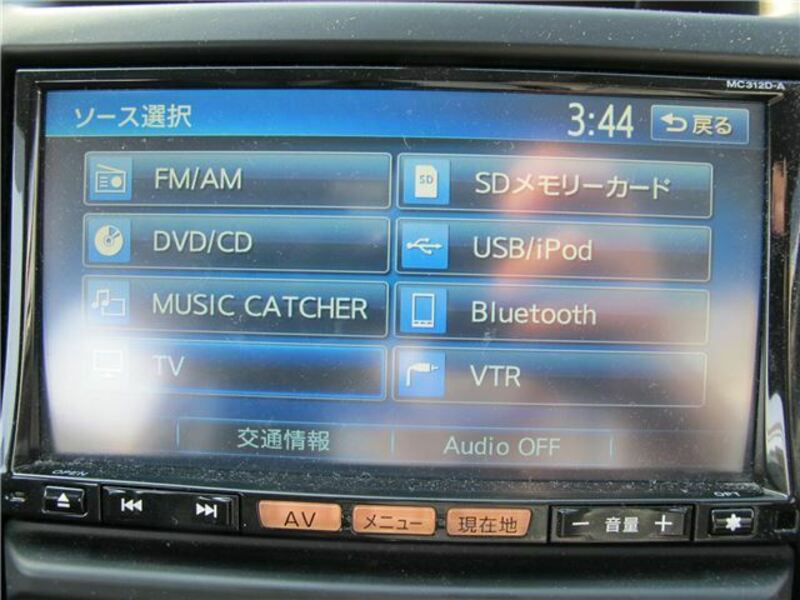 MC312D-A
ソース選択 3:44 戻る
FM/AM SD SDメモリーカード
DVD/CD USB/iPod
MUSIC CATCHER Bluetooth
TV VTR
交通情報 Audio OFF
OPEN OPT
AV メニュー 現在地 − 音量 +